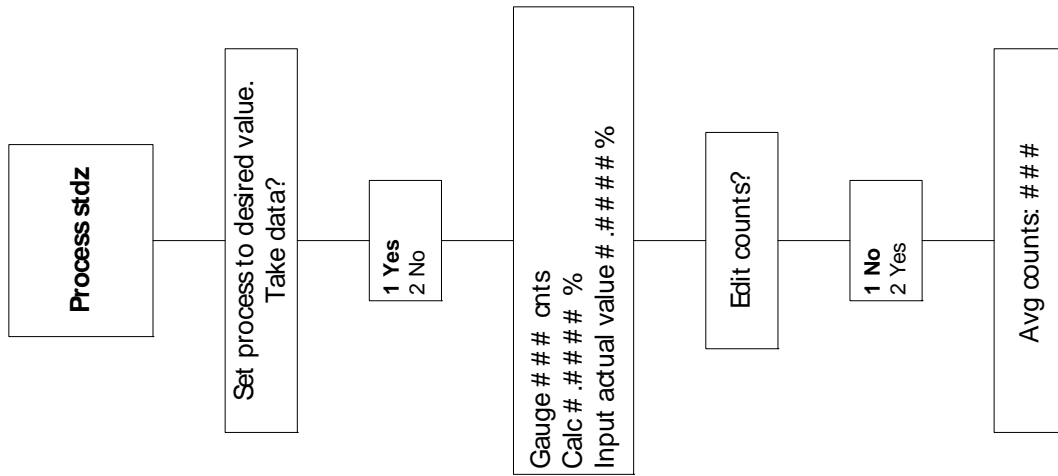 Process stdz
Set process to desired value.
Take data?
1 Yes
2 No
Gauge # # # cnts
Calc # .# # # # %
Input actual value # .# # # # %
Edit counts?
1 No
2 Yes
Avg counts: # # #